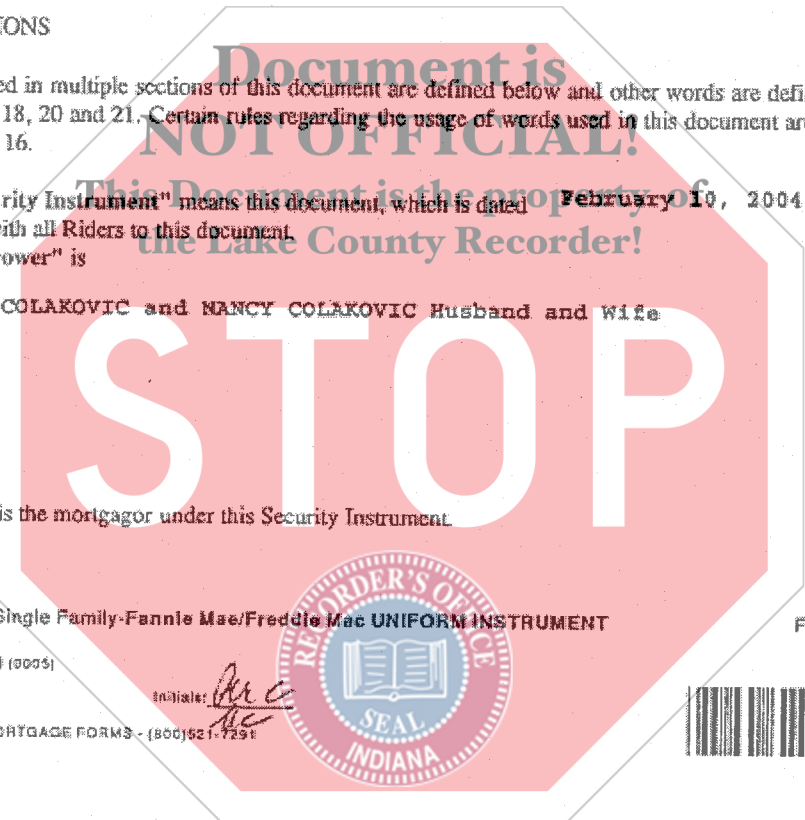 IONS
Document is
ed in multiple sections of this document are defined below and other words are defi
18, 20 and 21. Certain rules regarding the usage of words used in this document ar
NOT OFFICIAL!
16.
This Document is the property of
rity Instrument" means this document, which is dated February 10, 2004
ith all Riders to this document.
the Lake County Recorder!
ower" is
COLAKOVIC and NANCY COLAKOVIC Husband and Wife
STOP
is the mortgagor under this Security Instrument.
RECORDER'S OFFICE
Single Family-Fannie Mae/Freddie Mac UNIFORM INSTRUMENT F
(0005)
Initials:
SEAL
ORTGAGE FORMS - (800)521-7291
INDIANA